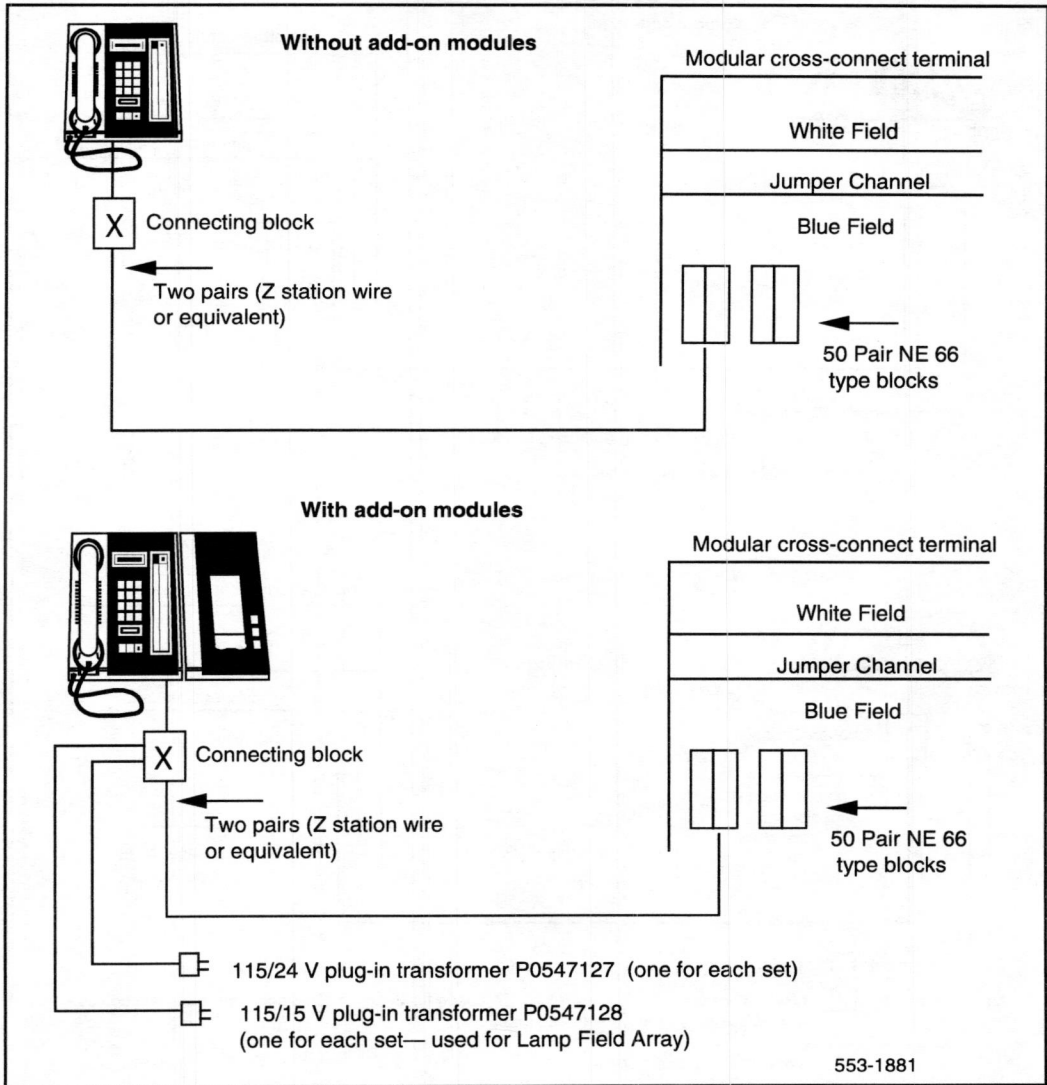 Without add-on modules
Modular cross-connect terminal
White Field
Jumper Channel
Blue Field
X
Connecting block
Two pairs (Z station wire
or equivalent)
50 Pair NE 66
type blocks
With add-on modules
Modular cross-connect terminal
White Field
Jumper Channel
Blue Field
X
Connecting block
Two pairs (Z station wire
or equivalent)
50 Pair NE 66
type blocks
115/24 V plug-in transformer P0547127 (one for each set)
115/15 V plug-in transformer P0547128
(one for each set— used for Lamp Field Array)
553-1881